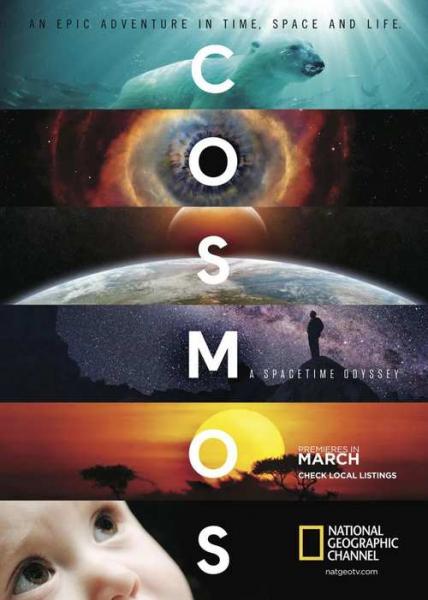 AN EPIC ADVENTURE IN TIME, SPACE AND LIFE.
C
O
S
M
A SPACETIME ODYSSEY
O
PREMIERES IN
MARCH
CHECK LOCAL LISTINGS
S
NATIONAL
GEOGRAPHIC
CHANNEL
natgeotv.com